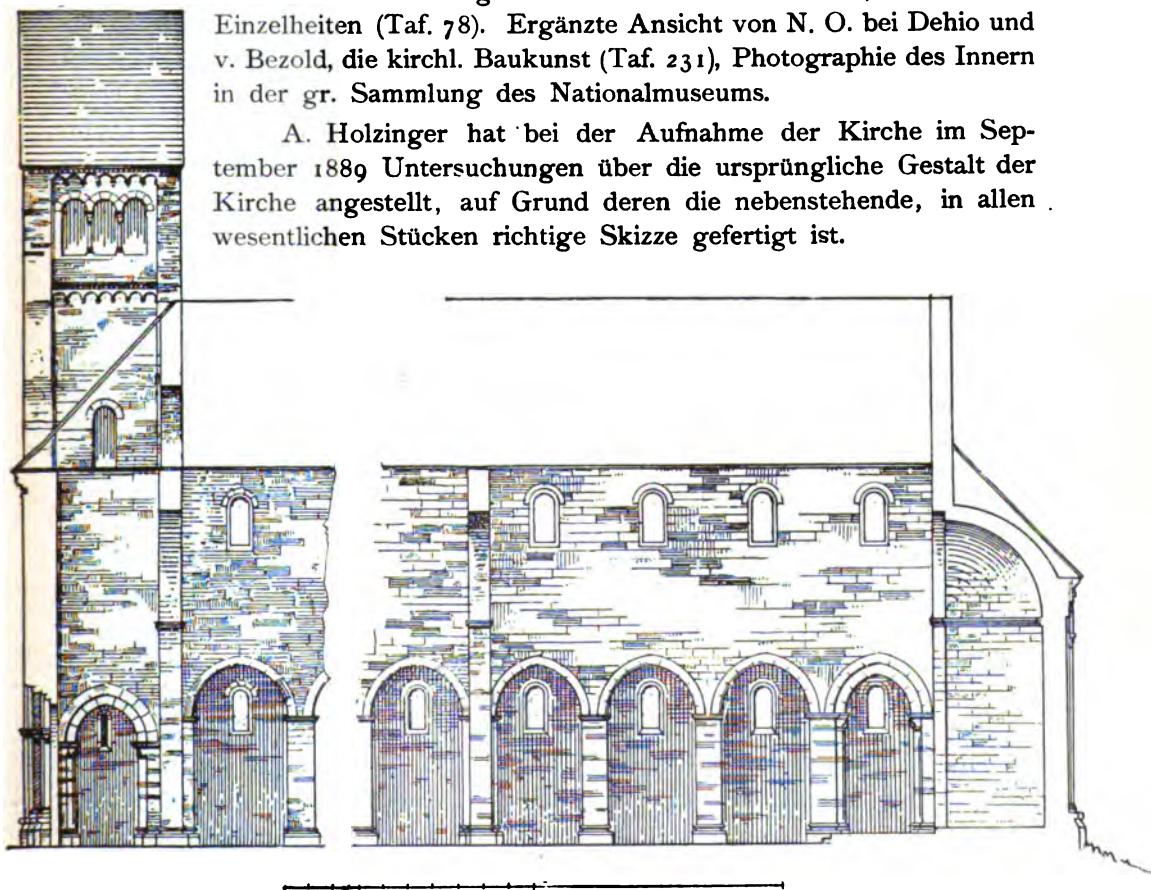 Einzelheiten (Taf. 78). Ergänzte Ansicht von N. O. bei Dehio und
v. Bezold, die kirchl. Baukunst (Taf. 231), Photographie des Innern
in der gr. Sammlung des Nationalmuseums.
A. Holzinger hat bei der Aufnahme der Kirche im Sep-
tember 1889 Untersuchungen über die ursprüngliche Gestalt der
Kirche angestellt, auf Grund deren die nebenstehende, in allen
wesentlichen Stücken richtige Skizze gefertigt ist.